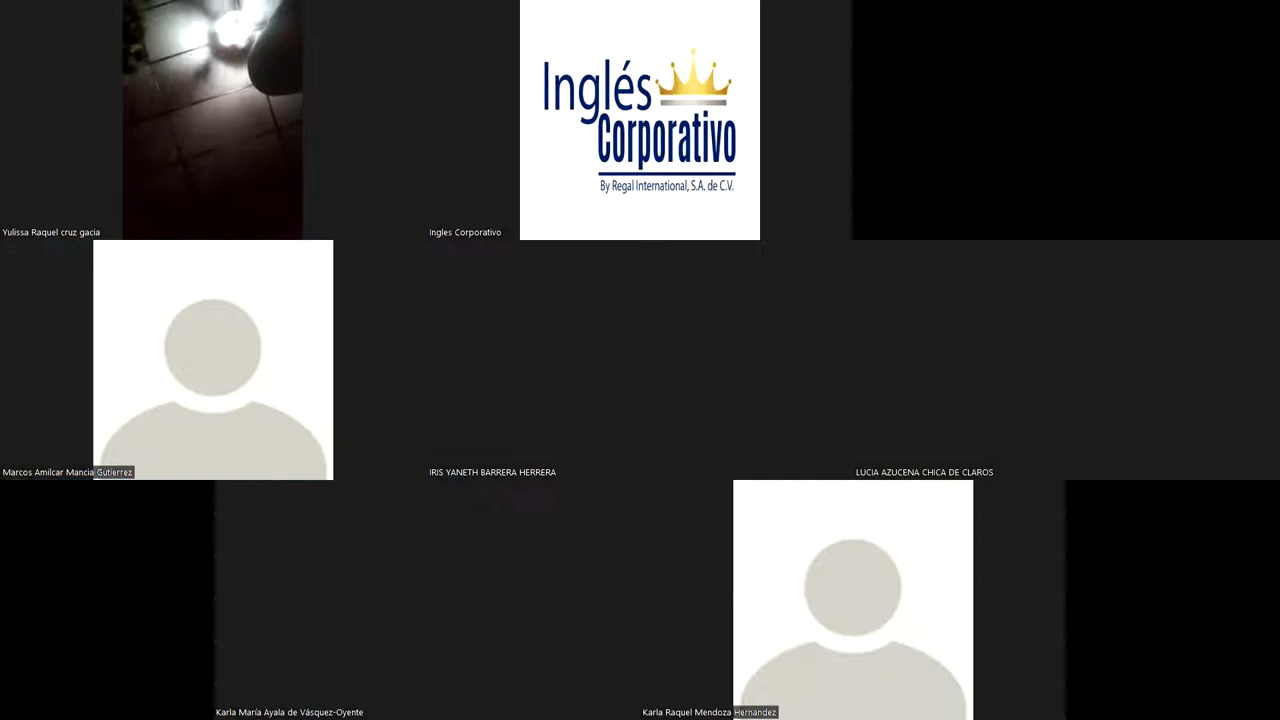 Inglés
Corporativo
By Regal International, S.A. de C.V.
Yulissa Raquel cruz gacia
Ingles Corporativo
Marcos Amilcar Mancia Gutierrez
IRIS YANETH BARRERA HERRERA
LUCIA AZUCENA CHICA DE CLAROS
Karla María Ayala de Vásquez-Oyente
Karla Raquel Mendoza Hernandez